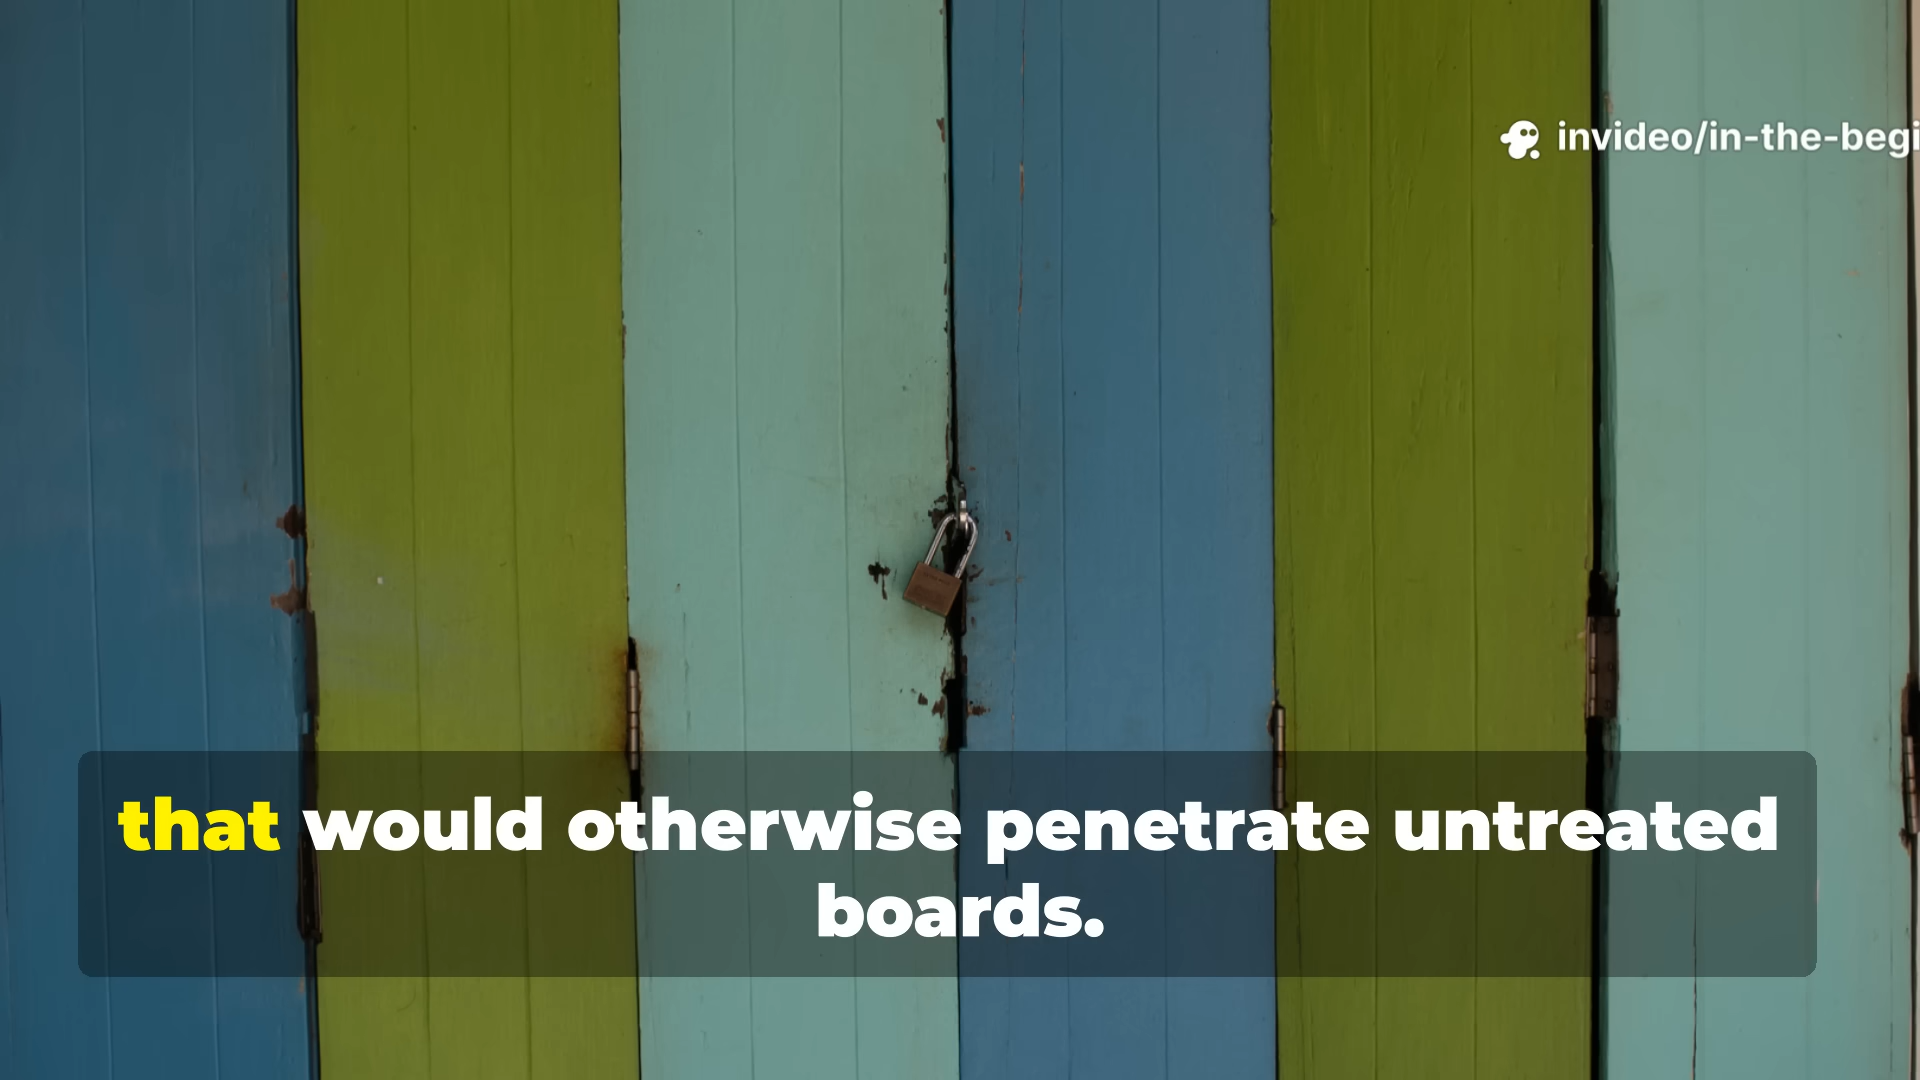 invideo/in-the-begi
that would otherwise penetrate untreated
boards.